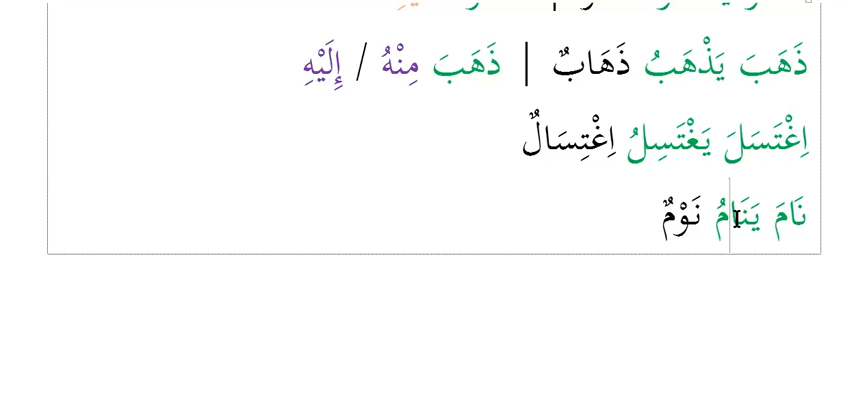 ذَهَبَ يَذْهَبُ ذَهَابٌ | ذَهَبَ مِنْهُ / إِلَيْهِ
اِغْتَسَلَ يَغْتَسِلُ اِغْتِسَالٌ
نَامَ يَنَامُ نَوْمٌ